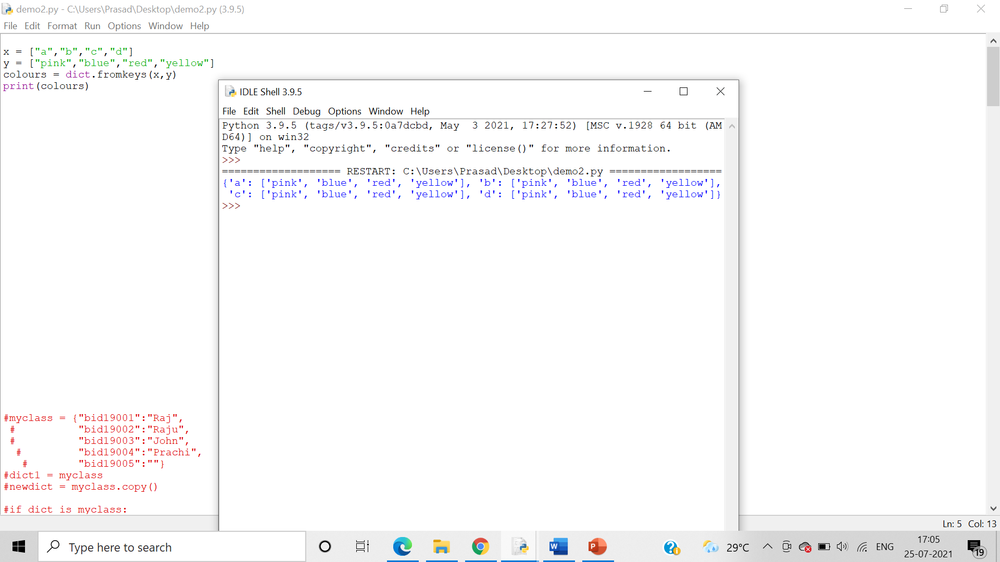 demo2.py - C:\Users\Prasad\Desktop\demo2.py (3.9.5)
File Edit Format Run Options Window Help
x = ["a","b","c","d"]
y = ["pink","blue","red","yellow"]
colours = dict.fromkeys(x,y)
print(colours)
IDLE Shell 3.9.5
File Edit Shell Debug Options Window Help
Python 3.9.5 (tags/v3.9.5:0a7dcbd, May  3 2021, 17:27:52) [MSC v.1928 64 bit (AM
D64)] on win32
Type "help", "copyright", "credits" or "license()" for more information.
>>>
=================== RESTART: C:\Users\Prasad\Desktop\demo2.py ==================
{'a': ['pink', 'blue', 'red', 'yellow'], 'b': ['pink', 'blue', 'red', 'yellow'],
 'c': ['pink', 'blue', 'red', 'yellow'], 'd': ['pink', 'blue', 'red', 'yellow']}
>>>
#myclass = {"bid19001":"Raj",
 #          "bid19002":"Raju",
 #          "bid19003":"John",
  #         "bid19004":"Prachi",
   #        "bid19005":""}
#dict1 = myclass
#newdict = myclass.copy()
#if dict is myclass:
Ln: 5 Col: 13
Type here to search
W
P
29°C
ENG
17:05
25-07-2021
19